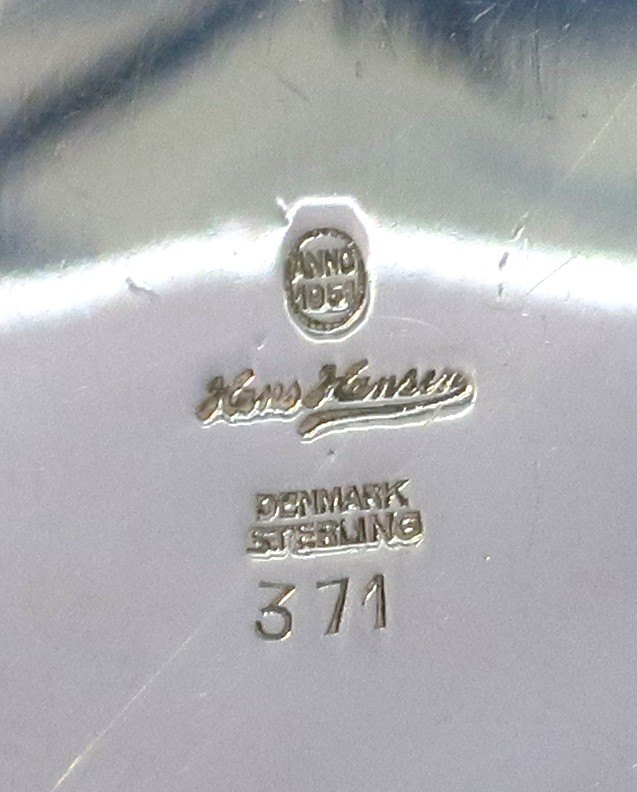 ANNO
1951
Hans Hansen
DENMARK
STERLING
371